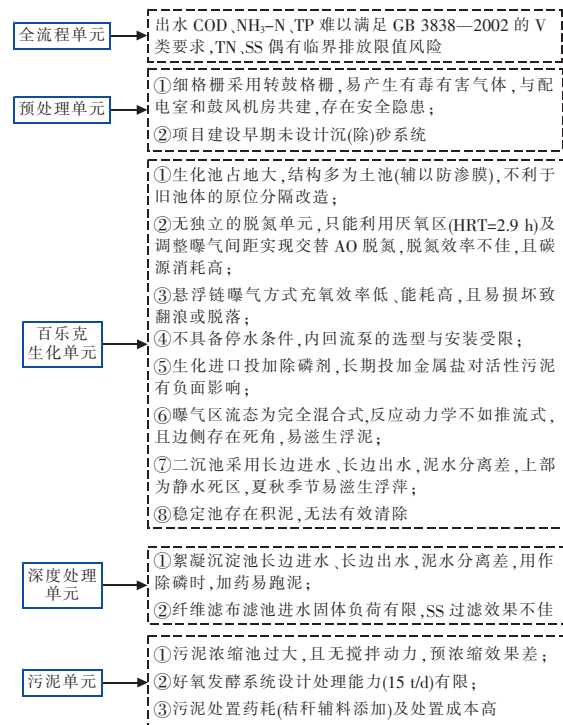 全流程单元
出水 COD、NH₃-N、TP 难以满足 GB 3838—2002 的 V
类要求,TN、SS 偶有临界排放限值风险
预处理单元
①细格栅采用转鼓格栅,易产生有毒有害气体,与配
电室和鼓风机房共建,存在安全隐患;
②项目建设早期未设计沉(除)砂系统
百乐克
生化单元
①生化池占地大,结构多为土池(辅以防渗膜),不利于
旧池体的原位分隔改造;
②无独立的脱氮单元,只能利用厌氧区(HRT=2.9 h)及
调整曝气间距实现交替 AO 脱氮,脱氮效率不佳,且碳
源消耗高;
③悬浮链曝气方式充氧效率低、能耗高,且易损坏致
翻浪或脱落;
④不具备停水条件,内回流泵的选型与安装受限;
⑤生化进口投加除磷剂,长期投加金属盐对活性污泥
有负面影响;
⑥曝气区流态为完全混合式,反应动力学不如推流式,
且边侧存在死角,易滋生浮泥;
⑦二沉池采用长边进水、长边出水,泥水分离差,上部
为静水死区,夏秋季节易滋生浮萍;
⑧稳定池存在积泥,无法有效清除
深度处理
单元
①絮凝沉淀池长边进水、长边出水,泥水分离差,用作
除磷时,加药易跑泥;
②纤维滤布滤池进水固体负荷有限,SS 过滤效果不佳
污泥单元
①污泥浓缩池过大,且无搅拌动力,预浓缩效果差;
②好氧发酵系统设计处理能力(15 t/d)有限;
③污泥处置药耗(秸秆辅料添加)及处置成本高